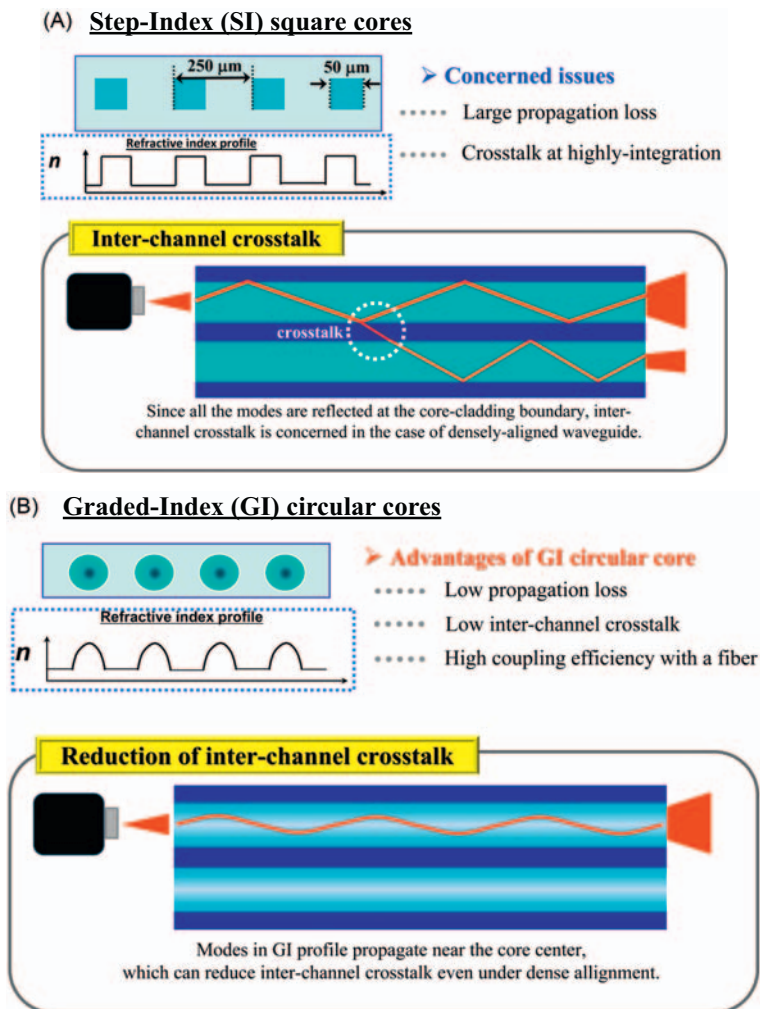 (A) Step-Index (SI) square cores
250 μm
50 μm
➤ Concerned issues
Large propagation loss
Crosstalk at highly-integration
Refractive index profile
n
Inter-channel crosstalk
crosstalk
Since all the modes are reflected at the core-cladding boundary, inter-
channel crosstalk is concerned in the case of densely-aligned waveguide.
(B) Graded-Index (GI) circular cores
➤ Advantages of GI circular core
Low propagation loss
Low inter-channel crosstalk
High coupling efficiency with a fiber
Refractive index profile
n
Reduction of inter-channel crosstalk
Modes in GI profile propagate near the core center,
which can reduce inter-channel crosstalk even under dense allignment.